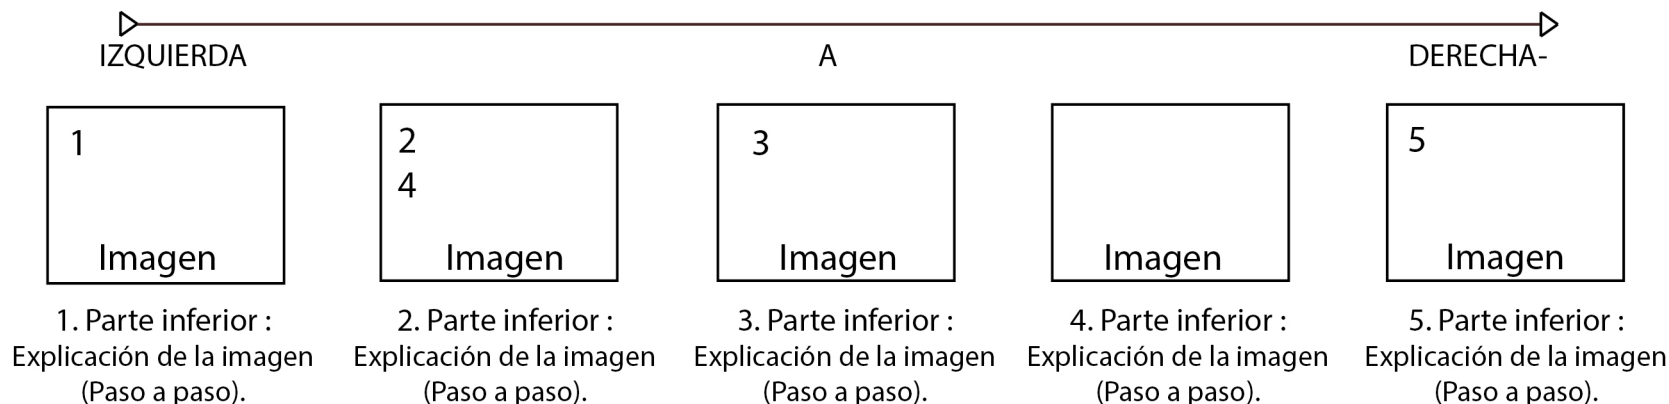 IZQUIERDA A DERECHA-
1
2
4
3
5
Imagen Imagen Imagen Imagen Imagen
1. Parte inferior : 2. Parte inferior : 3. Parte inferior : 4. Parte inferior : 5. Parte inferior :
Explicación de la imagen Explicación de la imagen Explicación de la imagen Explicación de la imagen Explicación de la imagen
(Paso a paso). (Paso a paso). (Paso a paso). (Paso a paso). (Paso a paso).